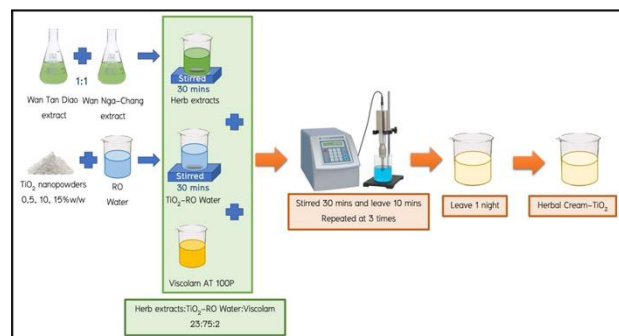 1:1
Wan Tan Diao
extract
Wan Nga-Chang
extract
Stirred
30 mins
Herb extracts
TiO₂ nanopowders
0,5, 10, 15%w/w
RO
Water
Stirred
30 mins
TiO₂-RO Water
Viscolam AT 100P
Herb extracts:TiO₂-RO Water:Viscolam
23:75:2
Stirred 30 mins and leave 10 mins
Repeated at 3 times
Leave 1 night
Herbal Cream-TiO₂